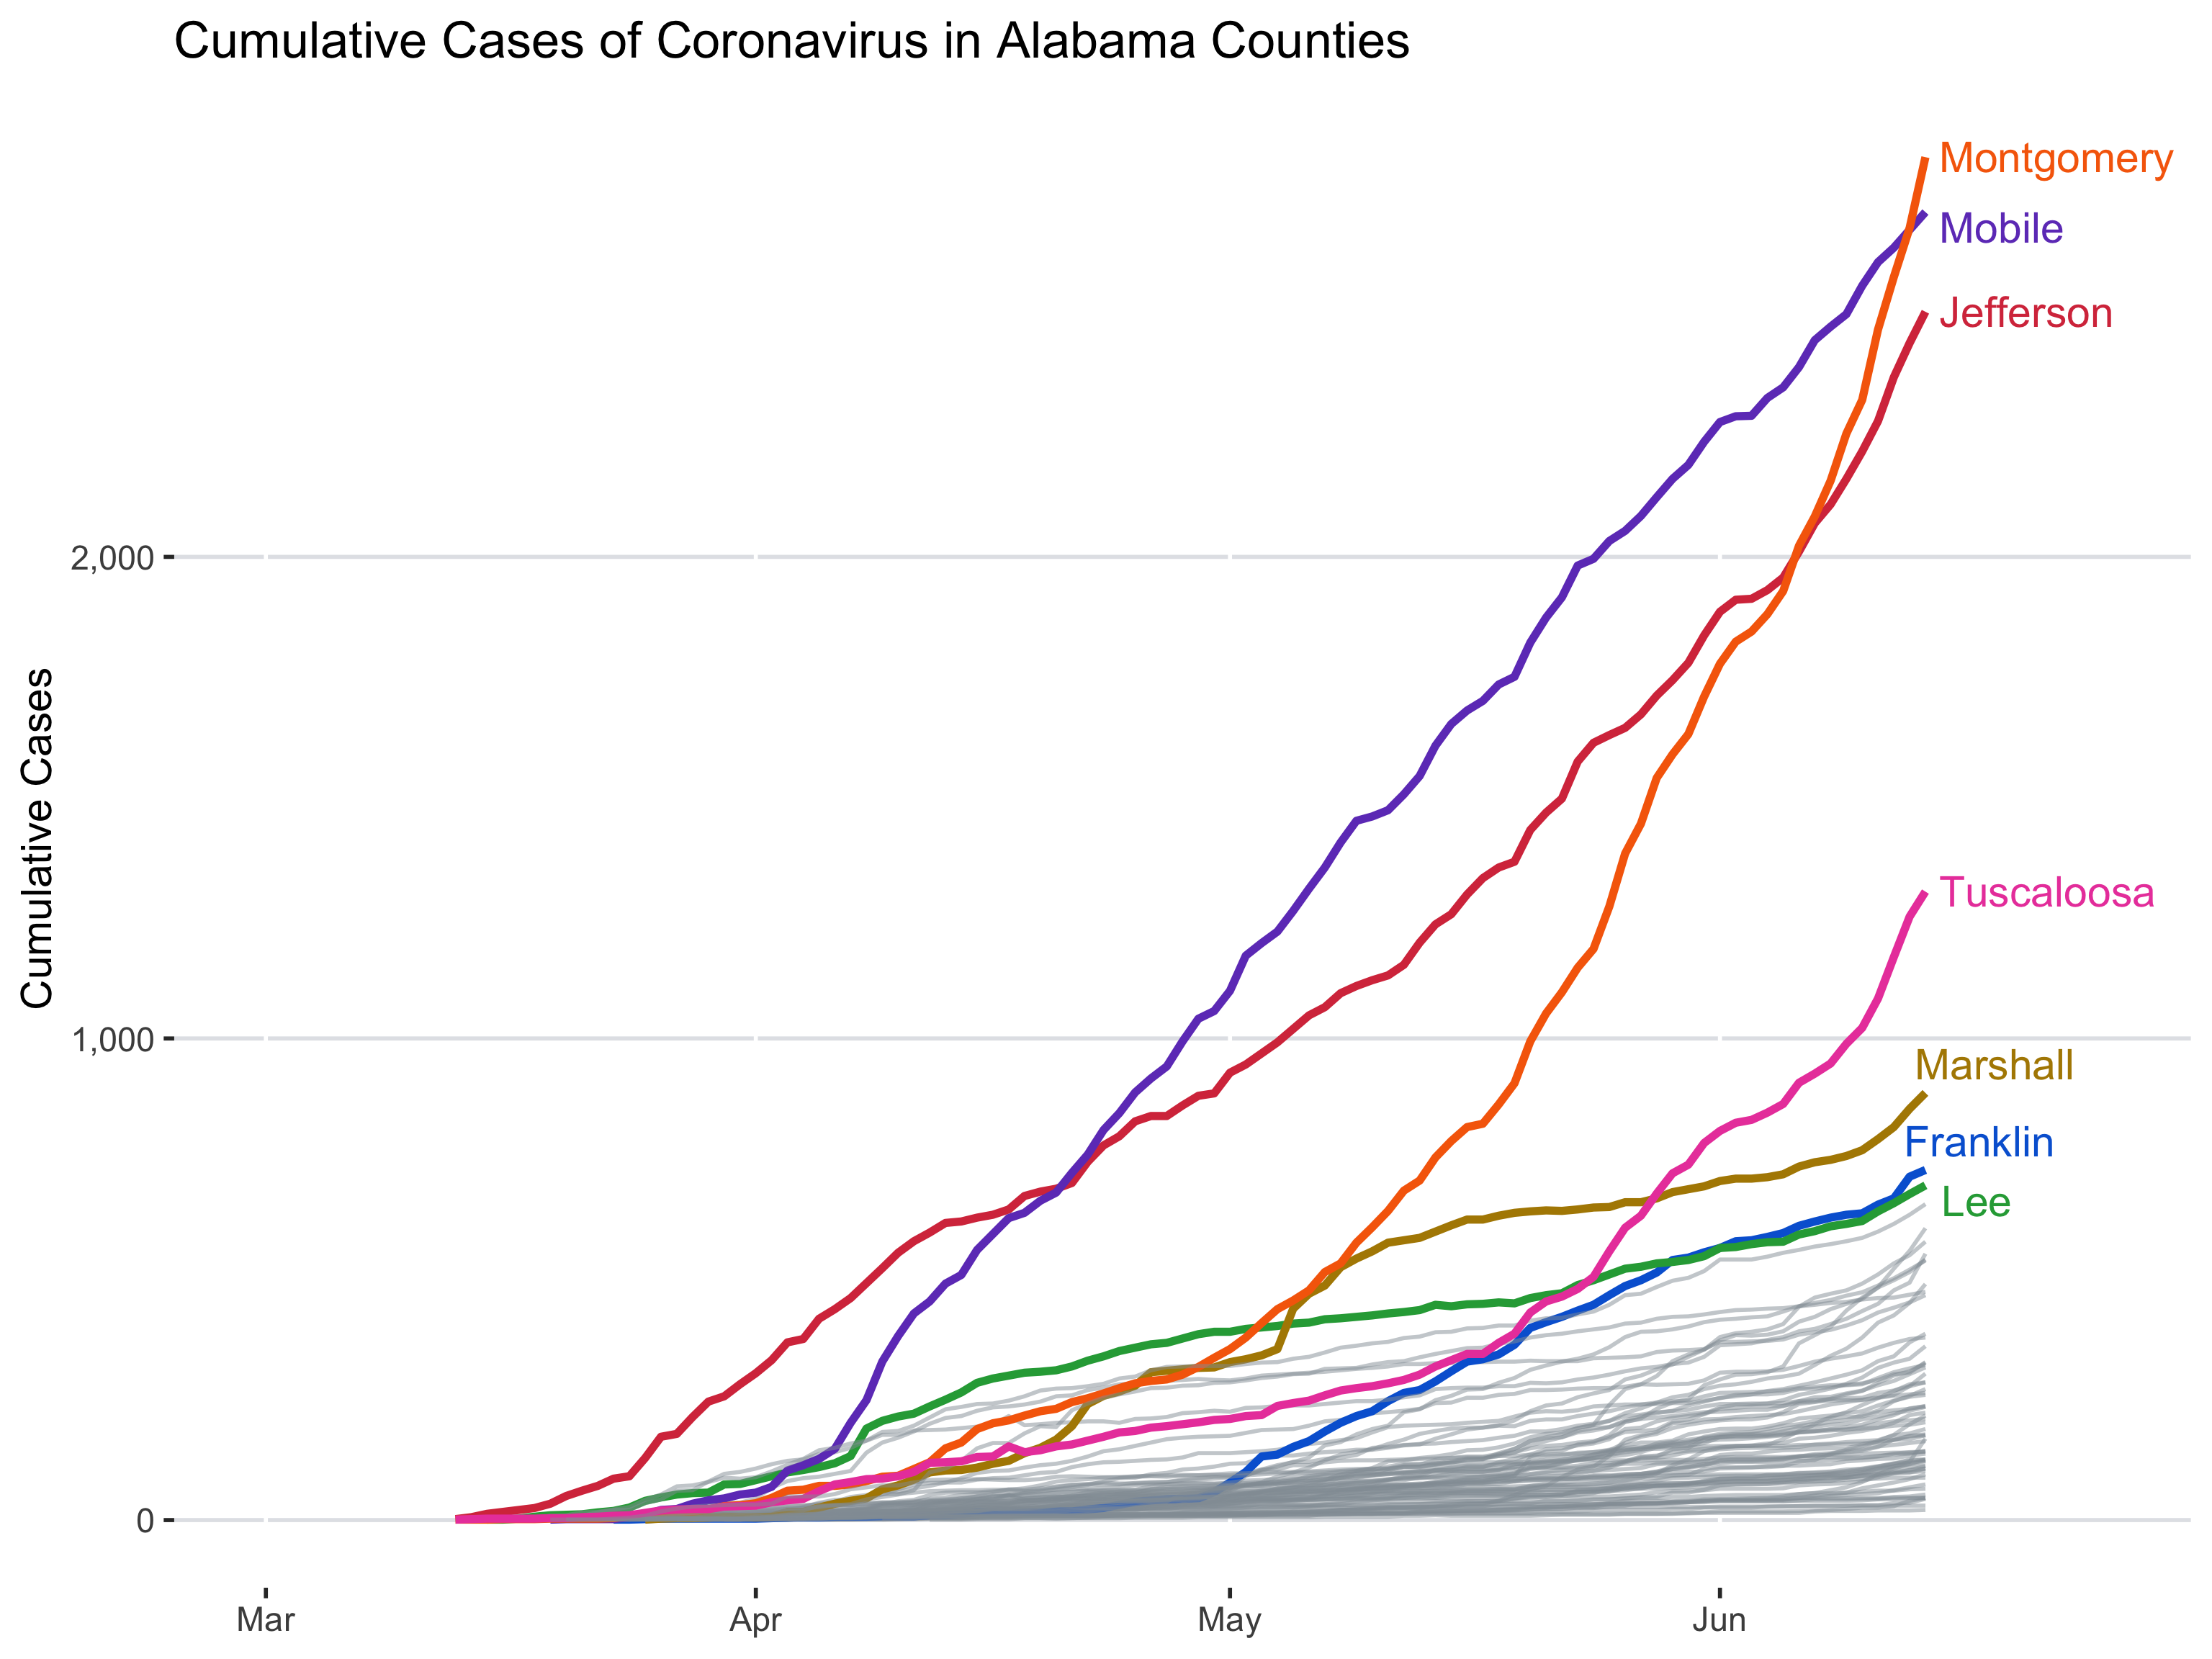 Cumulative Cases of Coronavirus in Alabama Counties
Montgomery
Mobile
Jefferson
2,000
Cumulative Cases
Tuscaloosa
1,000
Marshall
Franklin
Lee
0
Mar
Apr
May
Jun